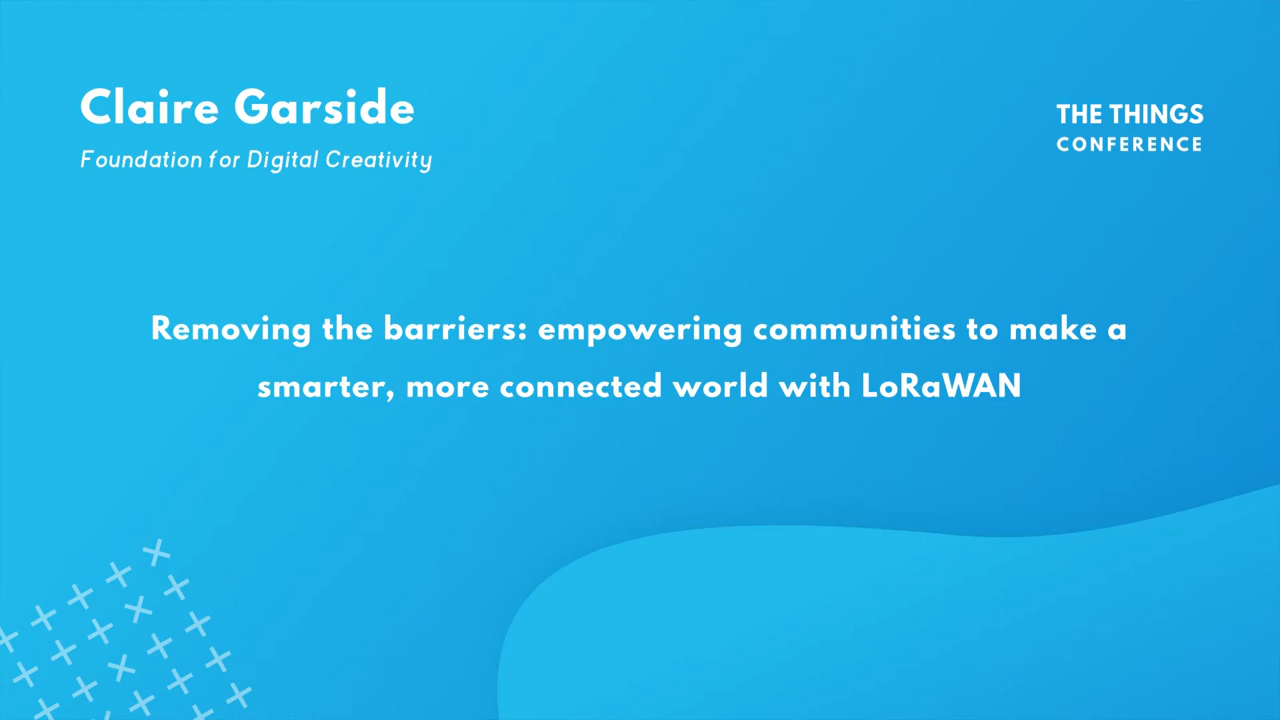 Claire Garside
Foundation for Digital Creativity
THE THINGS
CONFERENCE
Removing the barriers: empowering communities to make a
smarter, more connected world with LoRaWAN